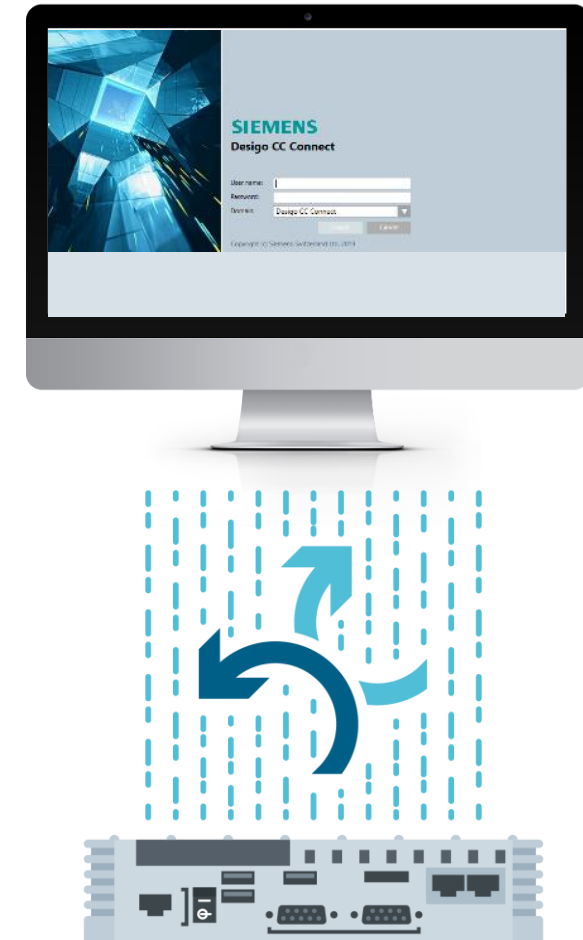 SIEMENS
Desigo CC Connect
User name:
Password:
Domain:
Desigo CC Connect
Cancel
Copyright (c) Siemens Switzerland Ltd, 2019